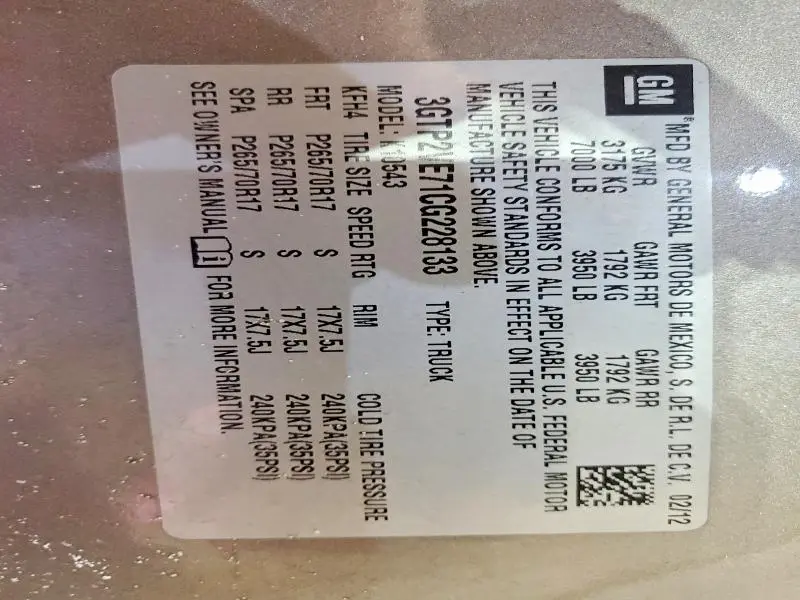 GM
®MFD BY GENERAL MOTORS DE MEXICO, S. DE R.L. DE C.V. 02/12
GVWR GAWR FRT GAWR RR
3175 KG 1792 KG 1792 KG
7000 LB 3950 LB 3950 LB
THIS VEHICLE CONFORMS TO ALL APPLICABLE U.S. FEDERAL MOTOR
VEHICLE SAFETY STANDARDS IN EFFECT ON THE DATE OF
MANUFACTURE SHOWN ABOVE.
3GTP2VE71CG228133 TYPE: TRUCK
MODEL: K10543
KFH4 TIRE SIZE SPEED RTG RIM COLD TIRE PRESSURE
FRT P265/70R17 S 17X7.5J 240KPA(35PSI)
RR P265/70R17 S 17X7.5J 240KPA(35PSI)
SPA P265/70R17 S 17X7.5J 240KPA(35PSI)
SEE OWNER'S MANUAL FOR MORE INFORMATION.